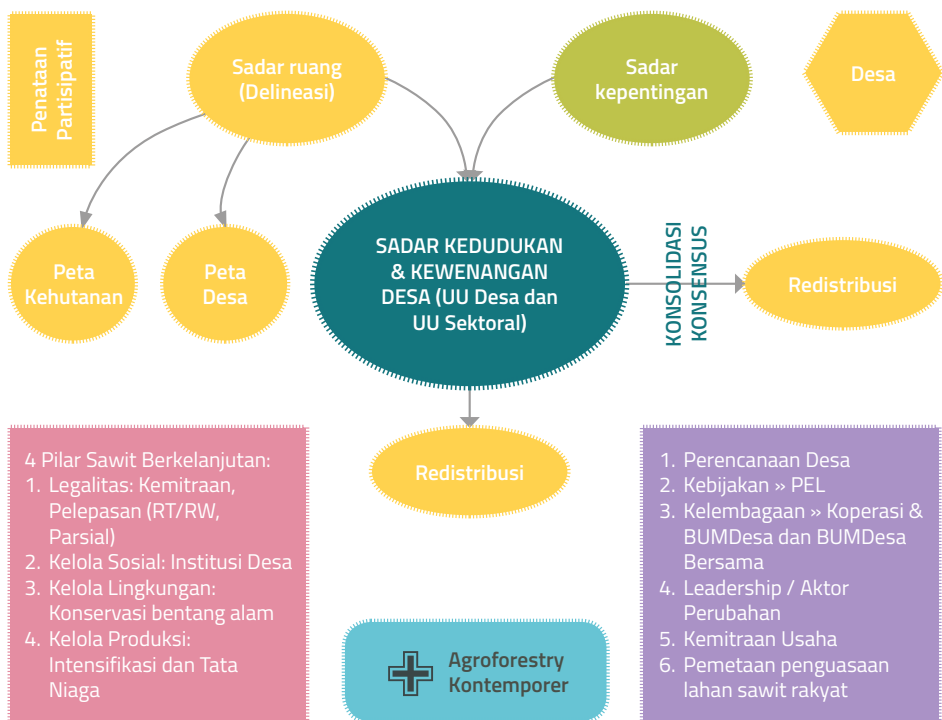 Penataan
Partisipatif
Sadar ruang
(Delineasi)
Sadar
kepentingan
Desa
Peta
Kehutanan
Peta
Desa
SADAR KEDUDUKAN
& KEWENANGAN
DESA (UU Desa dan
UU Sektoral)
KONSOLIDASI
KONSENSUS
Redistribusi
Redistribusi
4 Pilar Sawit Berkelanjutan:
1. Legalitas: Kemitraan,
Pelepasan (RT/RW,
Parsial)
2. Kelola Sosial: Institusi Desa
3. Kelola Lingkungan:
Konservasi bentang alam
4. Kelola Produksi:
Intensifikasi dan Tata
Niaga
Agroforestry
Kontemporer
1. Perencanaan Desa
2. Kebijakan » PEL
3. Kelembagaan » Koperasi &
BUMDesa dan BUMDesa
Bersama
4. Leadership / Aktor
Perubahan
5. Kemitraan Usaha
6. Pemetaan penguasaan
lahan sawit rakyat